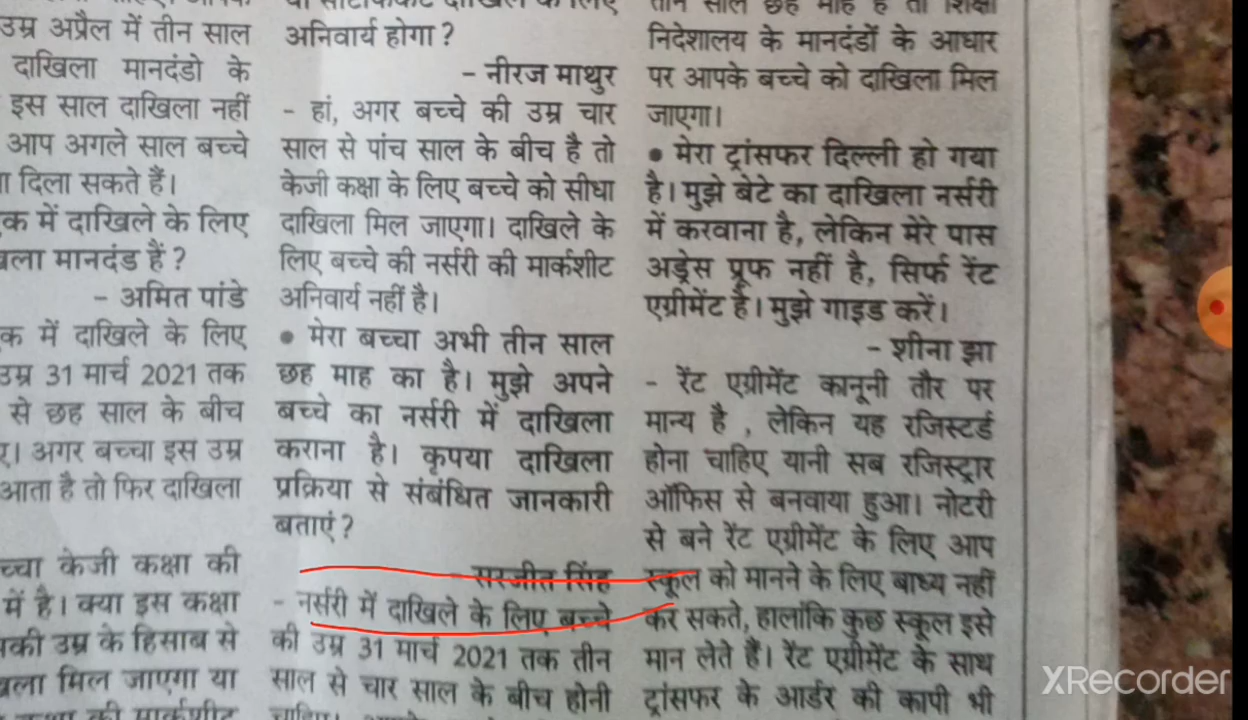 उम्र अप्रैल में तीन साल
दाखिला मानदंडो के
इस साल दाखिला नहीं
आप अगले साल बच्चे
दिला सकते हैं।
में दाखिले के लिए
मानदंड हैं ?
- अमित पांडे
में दाखिले के लिए
उम्र 31 मार्च 2021 तक
से छह साल के बीच
अगर बच्चा इस उम्र
आता है तो फिर दाखिला
केजी कक्षा की
में है। क्या इस कक्षा
उम्र के हिसाब से
मिल जाएगा या
की मार्कशीट
दाखिले के लिए
अनिवार्य होगा ?
- नीरज माथुर
- हां, अगर बच्चे की उम्र चार
साल से पांच साल के बीच है तो
केजी कक्षा के लिए बच्चे को सीधा
दाखिला मिल जाएगा। दाखिले के
लिए बच्चे की नर्सरी की मार्कशीट
अनिवार्य नहीं है।
• मेरा बच्चा अभी तीन साल
छह माह का है। मुझे अपने
बच्चे का नर्सरी में दाखिला
कराना है। कृपया दाखिला
प्रक्रिया से संबंधित जानकारी
बताएं ?
- सरजीत सिंह
- नर्सरी में दाखिले के लिए बच्चे
की उम्र 31 मार्च 2021 तक तीन
साल से चार साल के बीच होनी
चाहिए।
तीन साल छह माह है तो शिक्षा
निदेशालय के मानदंडों के आधार
पर आपके बच्चे को दाखिला मिल
जाएगा।
• मेरा ट्रांसफर दिल्ली हो गया
है। मुझे बेटे का दाखिला नर्सरी
में करवाना है, लेकिन मेरे पास
अड्रेस प्रूफ नहीं है, सिर्फ रेंट
एग्रीमेंट है। मुझे गाइड करें।
- शीना झा
- रेंट एग्रीमेंट कानूनी तौर पर
मान्य है , लेकिन यह रजिस्टर्ड
होना चाहिए यानी सब रजिस्ट्रार
ऑफिस से बनवाया हुआ। नोटरी
से बने रेंट एग्रीमेंट के लिए आप
स्कूल को मानने के लिए बाध्य नहीं
कर सकते, हालांकि कुछ स्कूल इसे
मान लेते हैं। रेंट एग्रीमेंट के साथ
ट्रांसफर के आर्डर की कापी भी
XRecorder